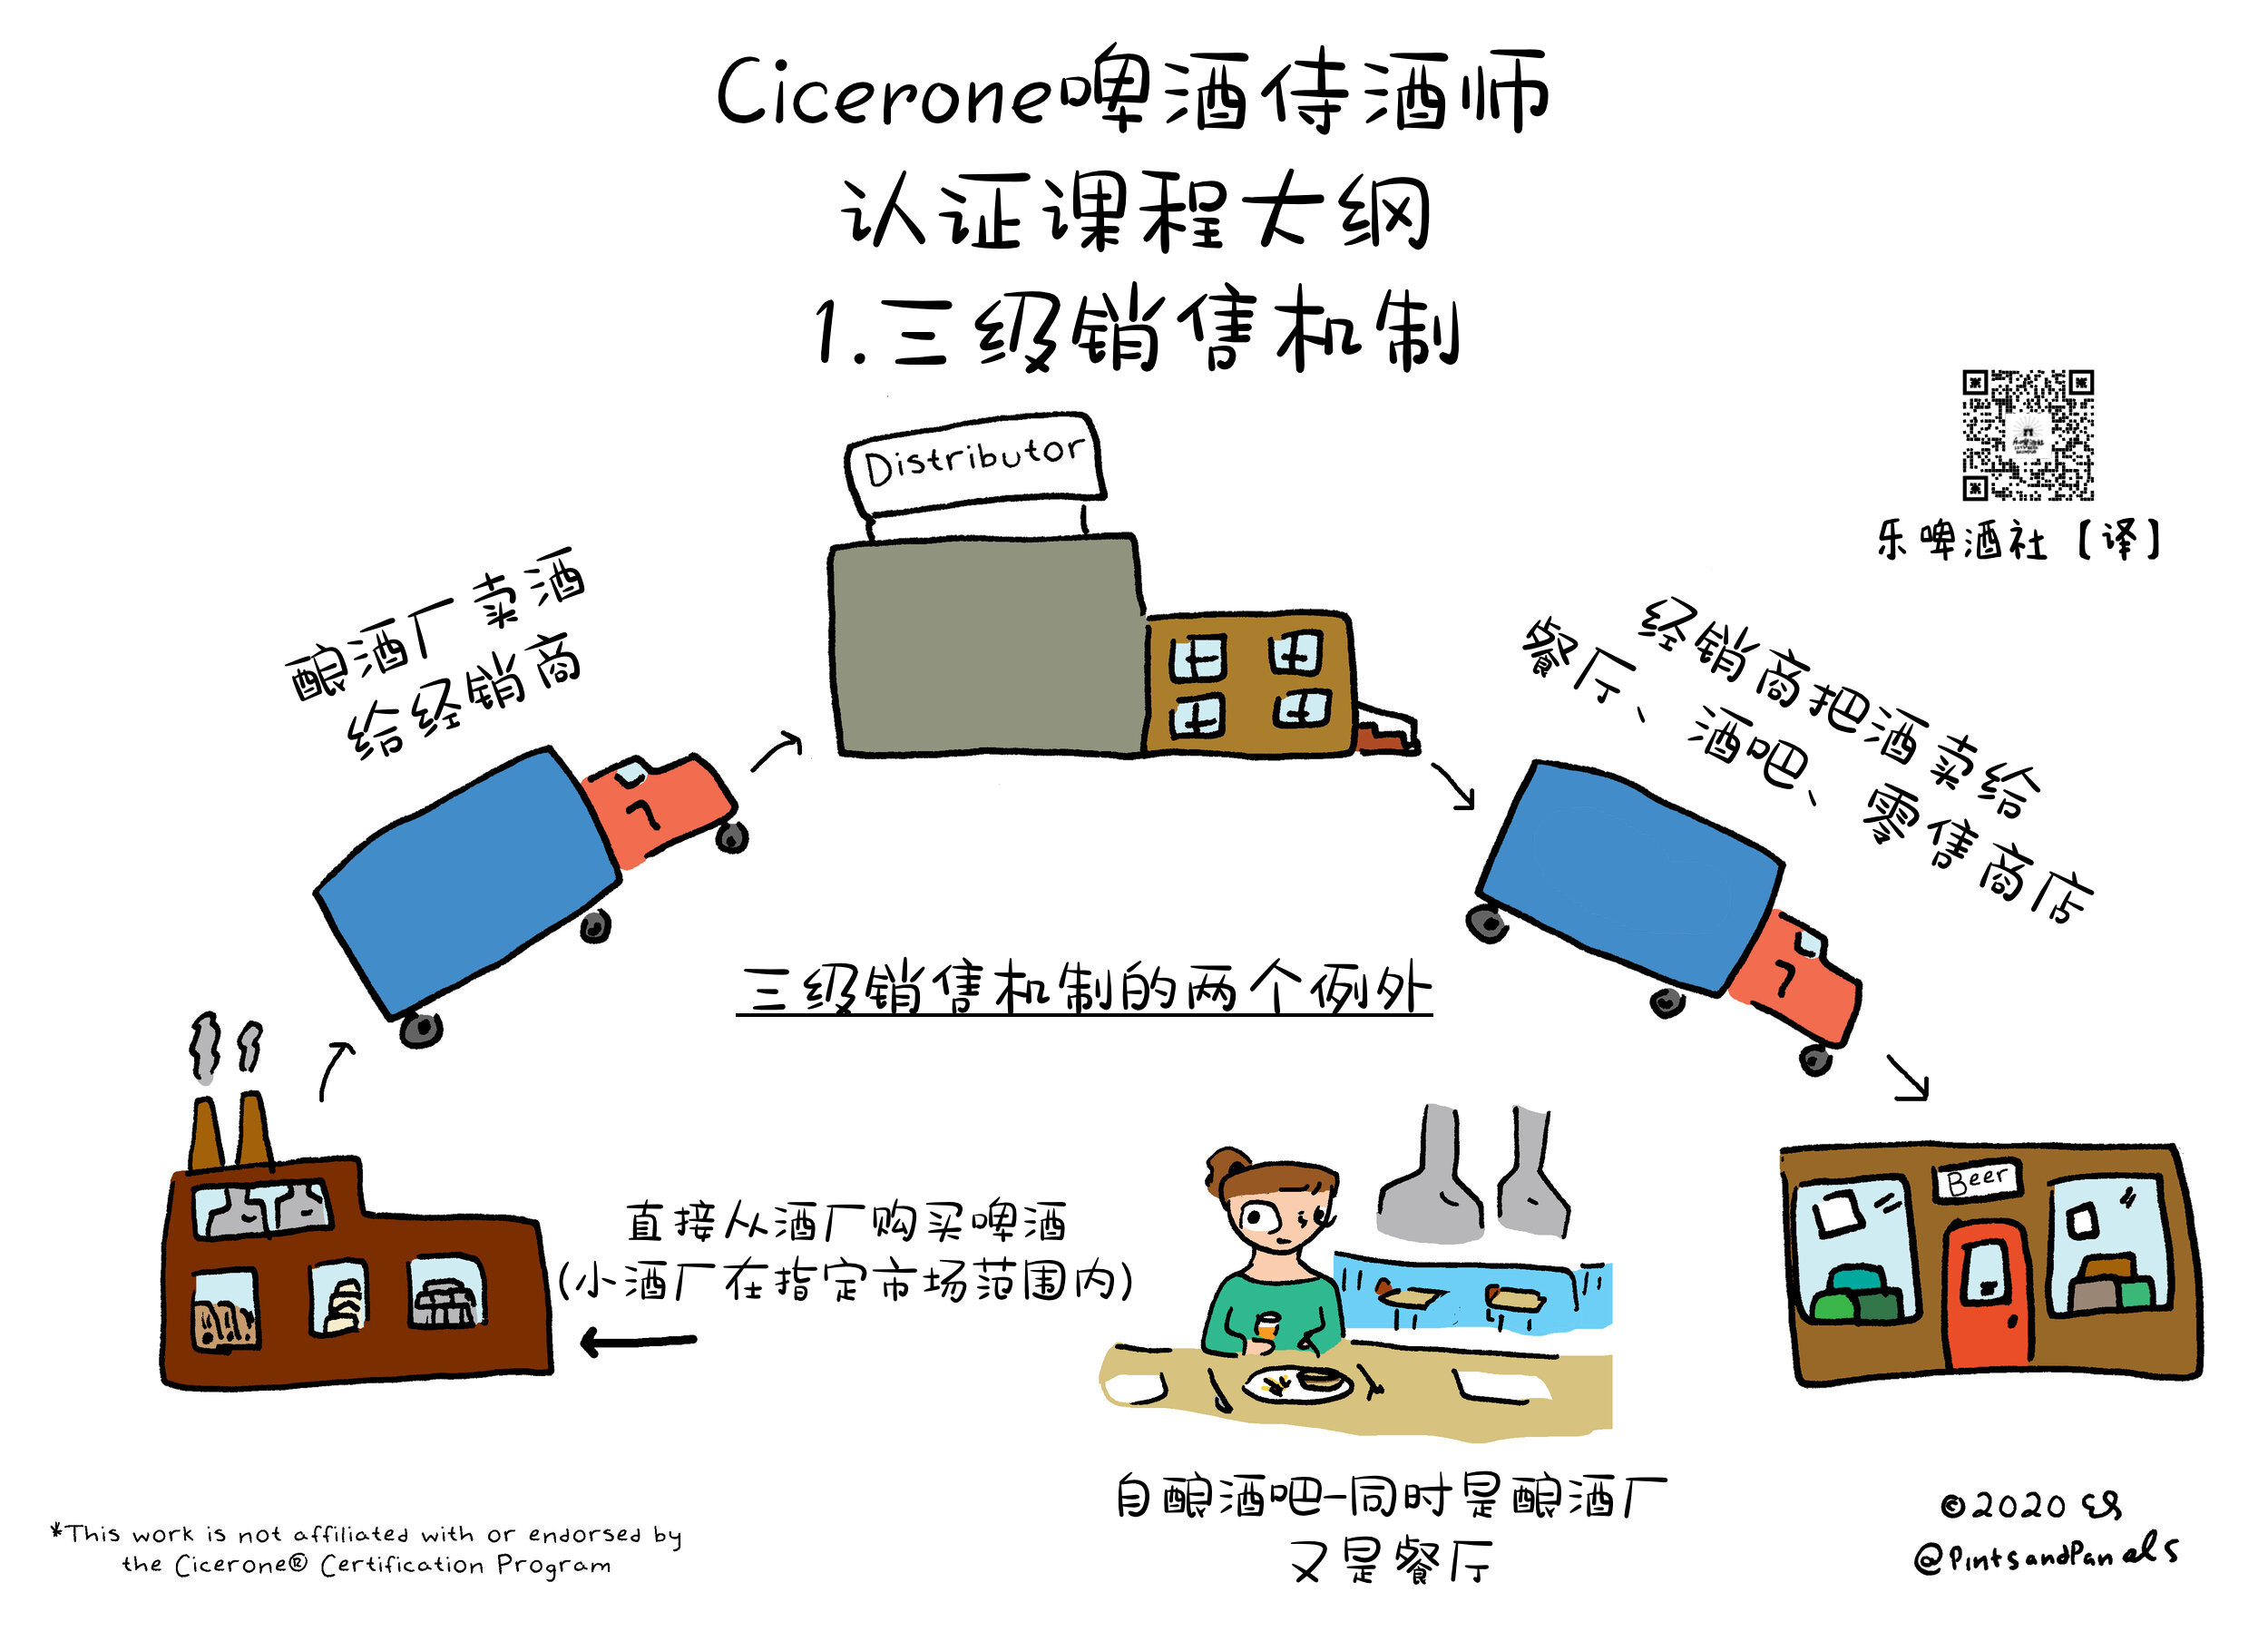 Cicerone啤酒侍酒师
认证课程大纲
1.三级销售机制
Distributor
乐啤酒社【译】
酿酒厂卖酒
给经销商
经销商把酒卖给
餐厅、酒吧、零售商店
三级销售机制的两个例外
直接从酒厂购买啤酒
(小酒厂在指定市场范围内)
Beer
自酿酒吧-同时是酿酒厂
又是餐厅
*This work is not affiliated with or endorsed by
the Cicerone® Certification Program
©2020 ES
@PintsandPanels